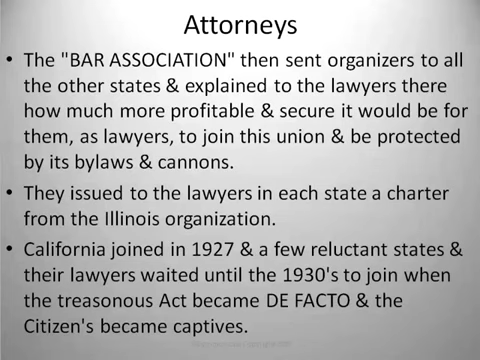 Attorneys
• The "BAR ASSOCIATION" then sent organizers to all
the other states & explained to the lawyers there
how much more profitable & secure it would be for
them, as lawyers, to join this union & be protected
by its bylaws & cannons.
• They issued to the lawyers in each state a charter
from the Illinois organization.
• California joined in 1927 & a few reluctant states &
their lawyers waited until the 1930's to join when
the treasonous Act became DE FACTO & the
Citizen's became captives.